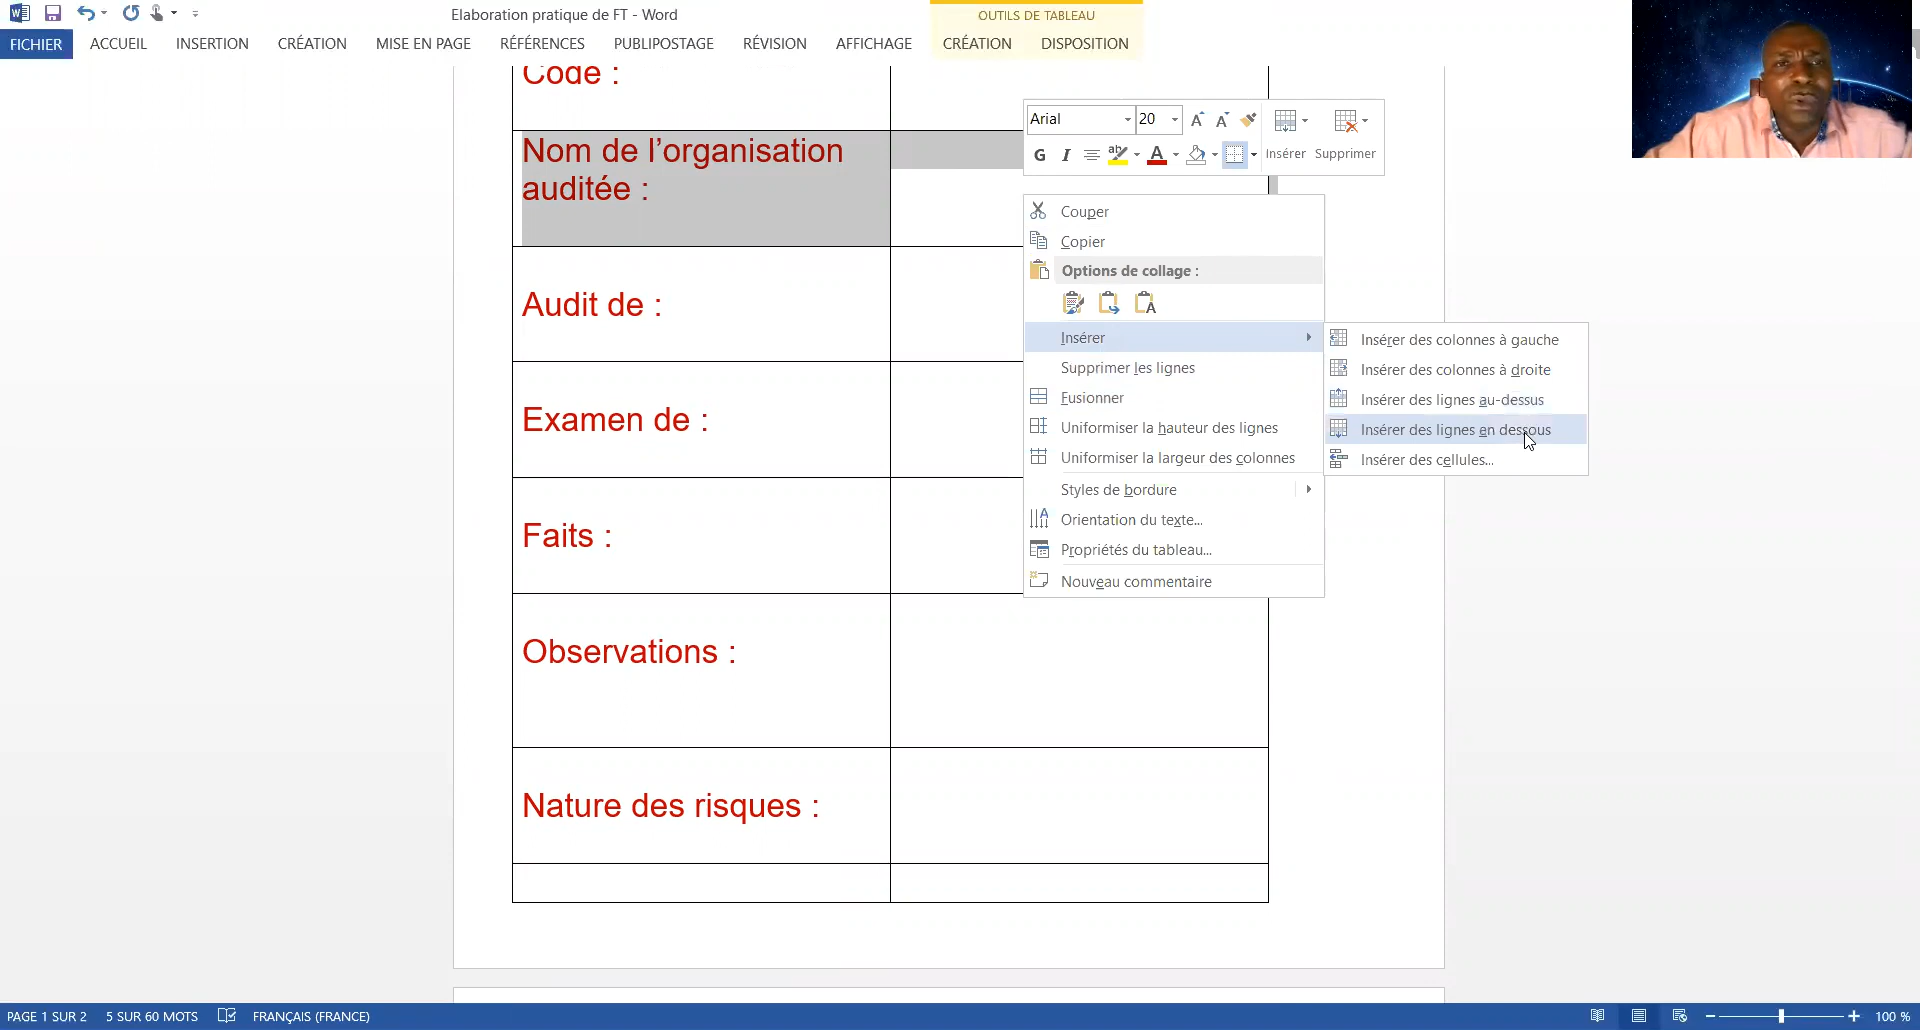 Elaboration pratique de FT - Word
OUTILS DE TABLEAU
FICHIER ACCUEIL INSERTION CRÉATION MISE EN PAGE RÉFÉRENCES PUBLIPOSTAGE RÉVISION AFFICHAGE CRÉATION DISPOSITION
Code :
Nom de l’organisation
auditée :
Audit de :
Examen de :
Faits :
Observations :
Nature des risques :
Arial 20
G I Insérer Supprimer
Couper
Copier
Options de collage :
Insérer
Supprimer les lignes
Fusionner
Uniformiser la hauteur des lignes
Uniformiser la largeur des colonnes
Styles de bordure
Orientation du texte...
Propriétés du tableau...
Nouveau commentaire
Insérer des colonnes à gauche
Insérer des colonnes à droite
Insérer des lignes au-dessus
Insérer des lignes en dessous
Insérer des cellules...
PAGE 1 SUR 2 5 SUR 60 MOTS FRANÇAIS (FRANCE) 100 %